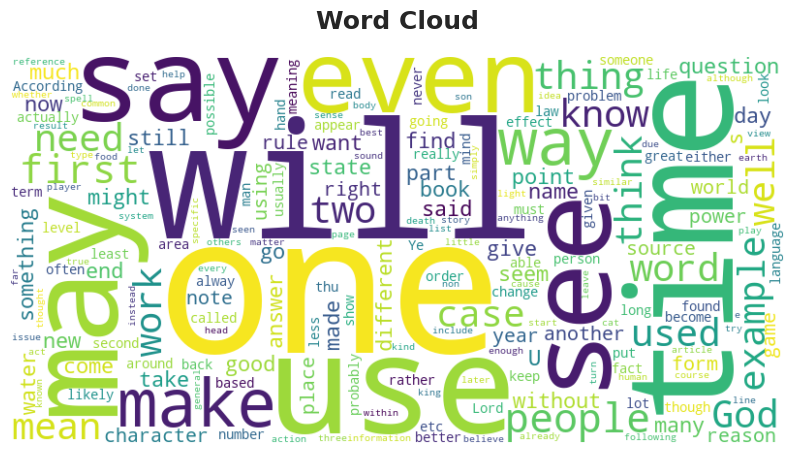 Word Cloud
say
even
will
one
time
see
may
use
make
two
way
thing
know
need
first
people
God
word
used
example
well
think
case
work
mean
question
day
now
much
According
actually
set
help
done
reference
whether
spell
common
result
let
possible
hand
meaning
read
body
sense
appear
never
son
going
someone
life
although
idea
problem
law
effect
look
still
might
term
type
food
player
system
rule
want
find
really
mind
best
sound
simply
state
right
part
book
said
using
usually
man
point
name
given
bit
must
great
either
due
view
earth
similar
world
power
s
something
level
area
specific
seen
others
least
often
end
true
go
matter
page
death
story
list
light
anything
Ye
little
give
able
person
source
play
language
far
thought
instead
every
alway
note
called
head
answer
thu
less
made
show
different
order
non
seem
change
include
cause
leave
long
found
become
try
e
game
issue
new
second
act
come
water
known
likely
around
back
take
based
general
good
kind
place
probably
rather
king
within
Lord
later
keep
enough
start
cat
year
U
another
turn
put
fact
human
without
lot
article
form
course
though
line
many
reason
character
number
action
three
information
etc
better
believe
already
following